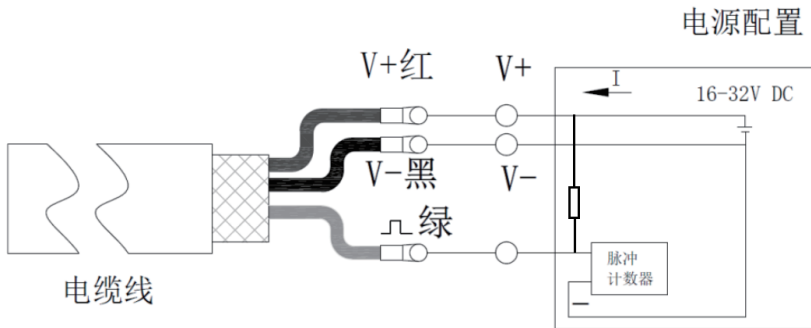 电源配置
V+红
V+
I
16-32V DC
V-黑
V-
绿
脉冲
计数器
电缆线